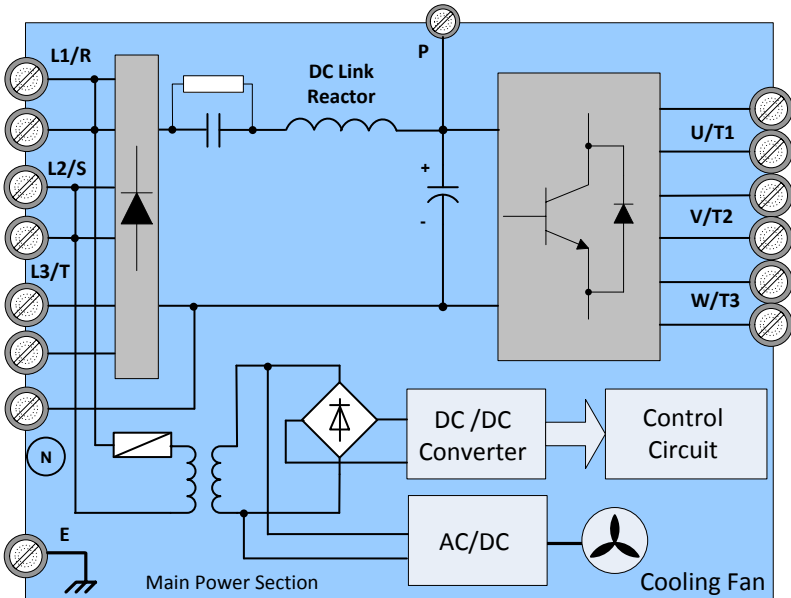 L1/R
P
DC Link
Reactor
U/T1
L2/S
+
-
V/T2
L3/T
W/T3
DC /DC
Converter
Control
Circuit
N
E
AC/DC
Main Power Section
Cooling Fan